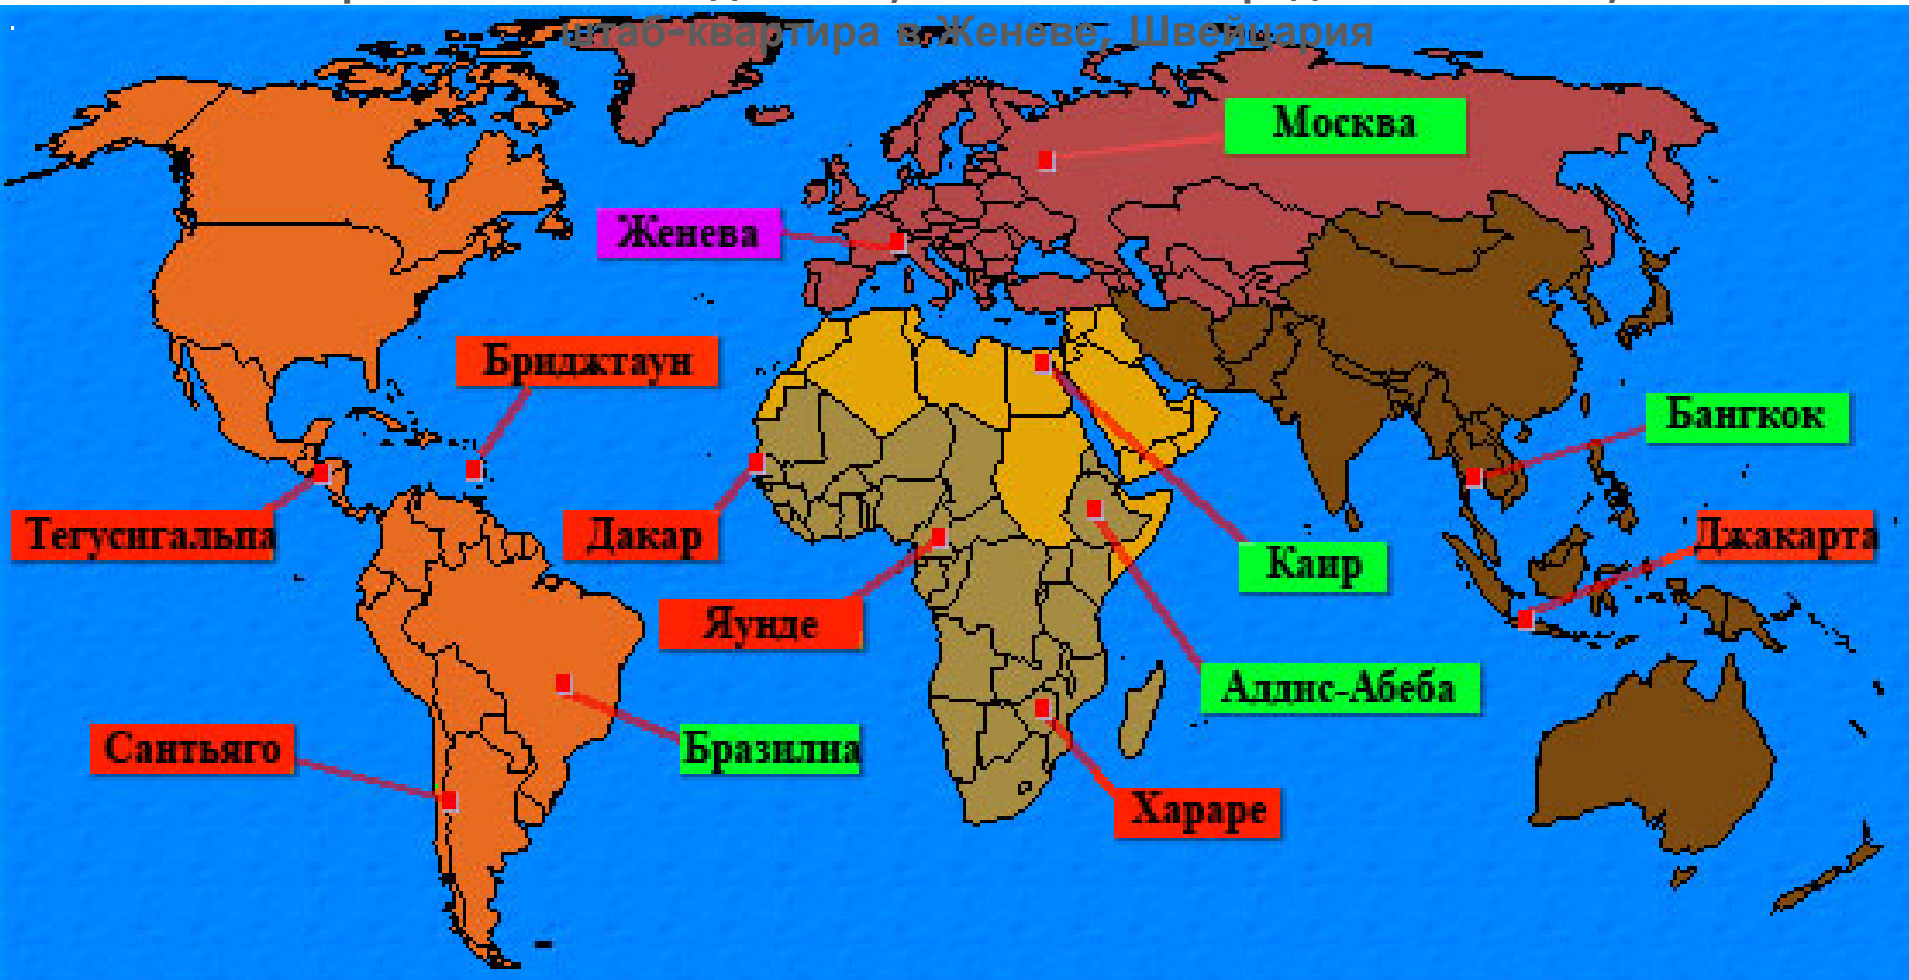 штаб-квартира в Женеве, Швейцария
Москва
Женева
Бриджтаун
Бангкок
Тегусигальпа
Дакар
Джакарта
Каир
Яунде
Аддис-Абеба
Сантьяго
Бразилиа
Хараре